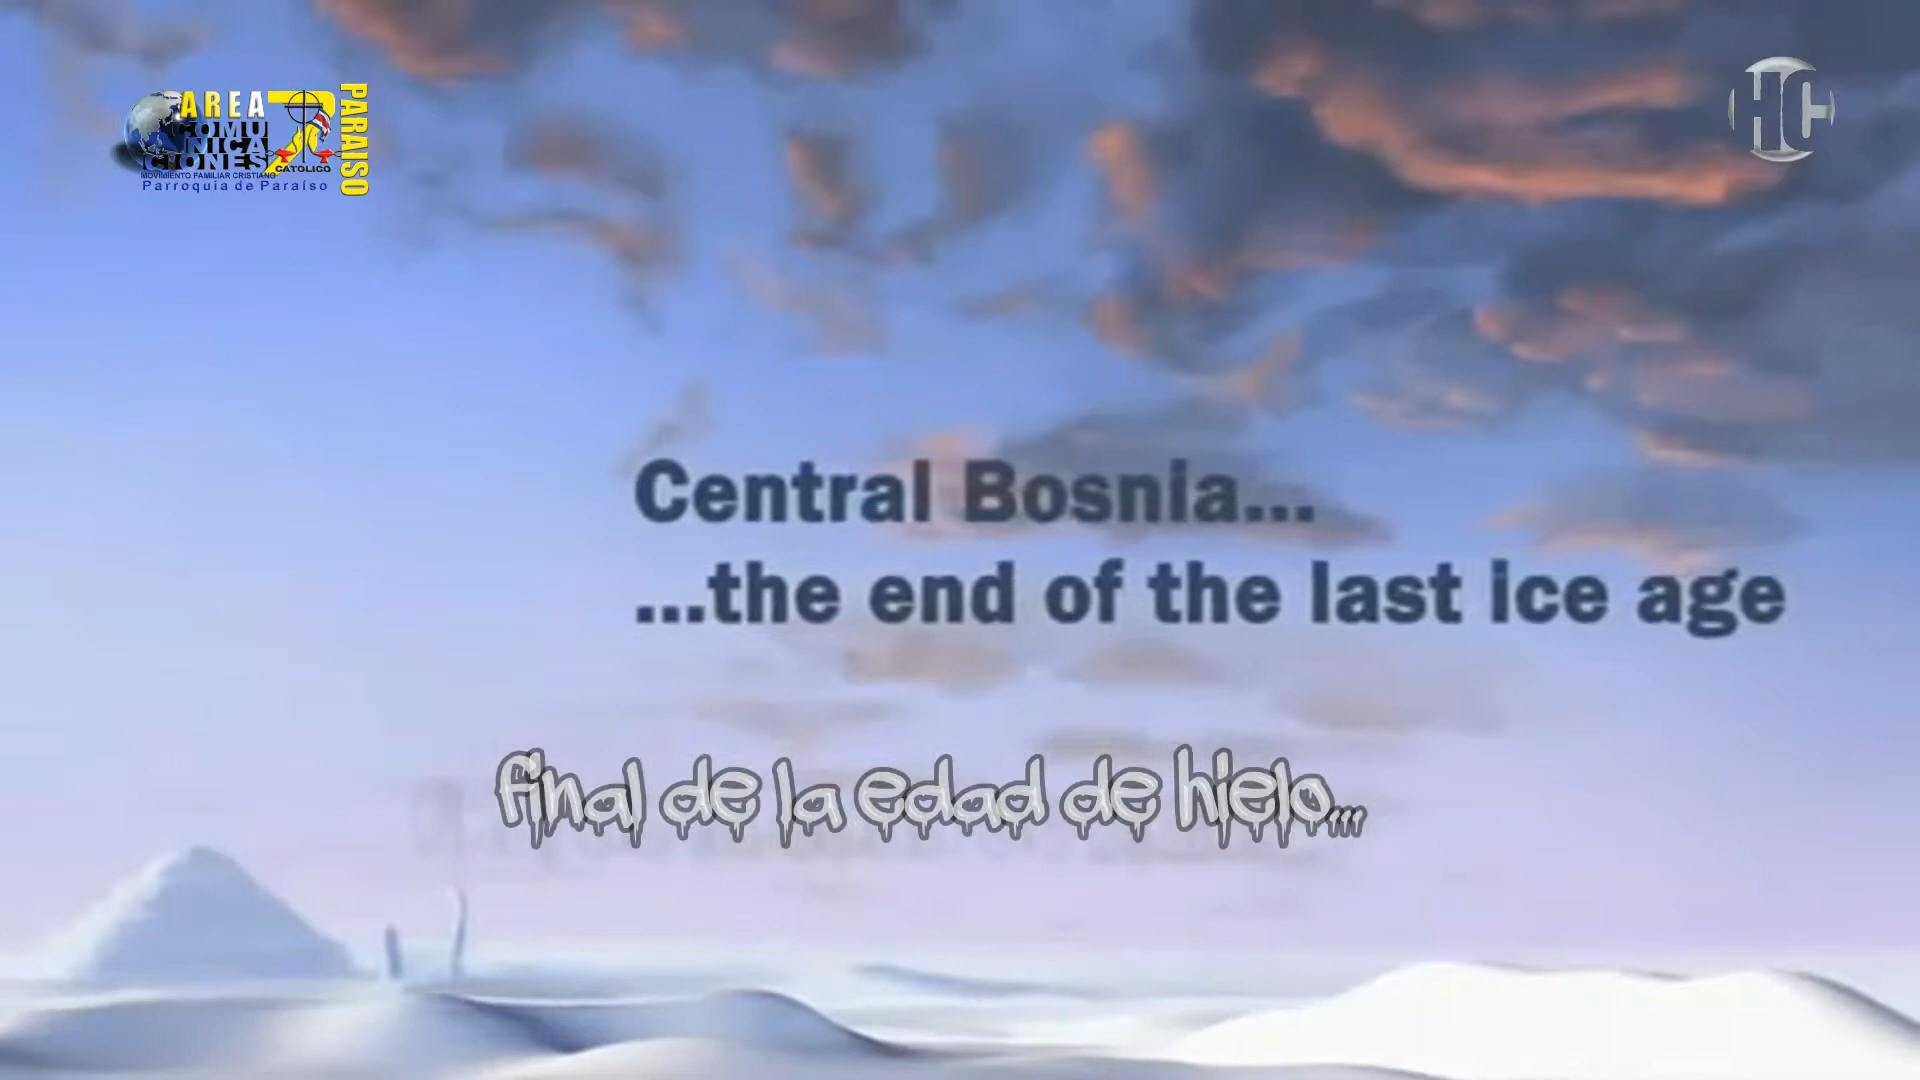 AREA
COMU
NICA
CIONES
CATOLICO
MOVIMIENTO FAMILIAR CRISTIANO
Parroquia de Paraíso
PARAISO
HC
Central Bosnia...
...the end of the last ice age
final de la edad de hielo...